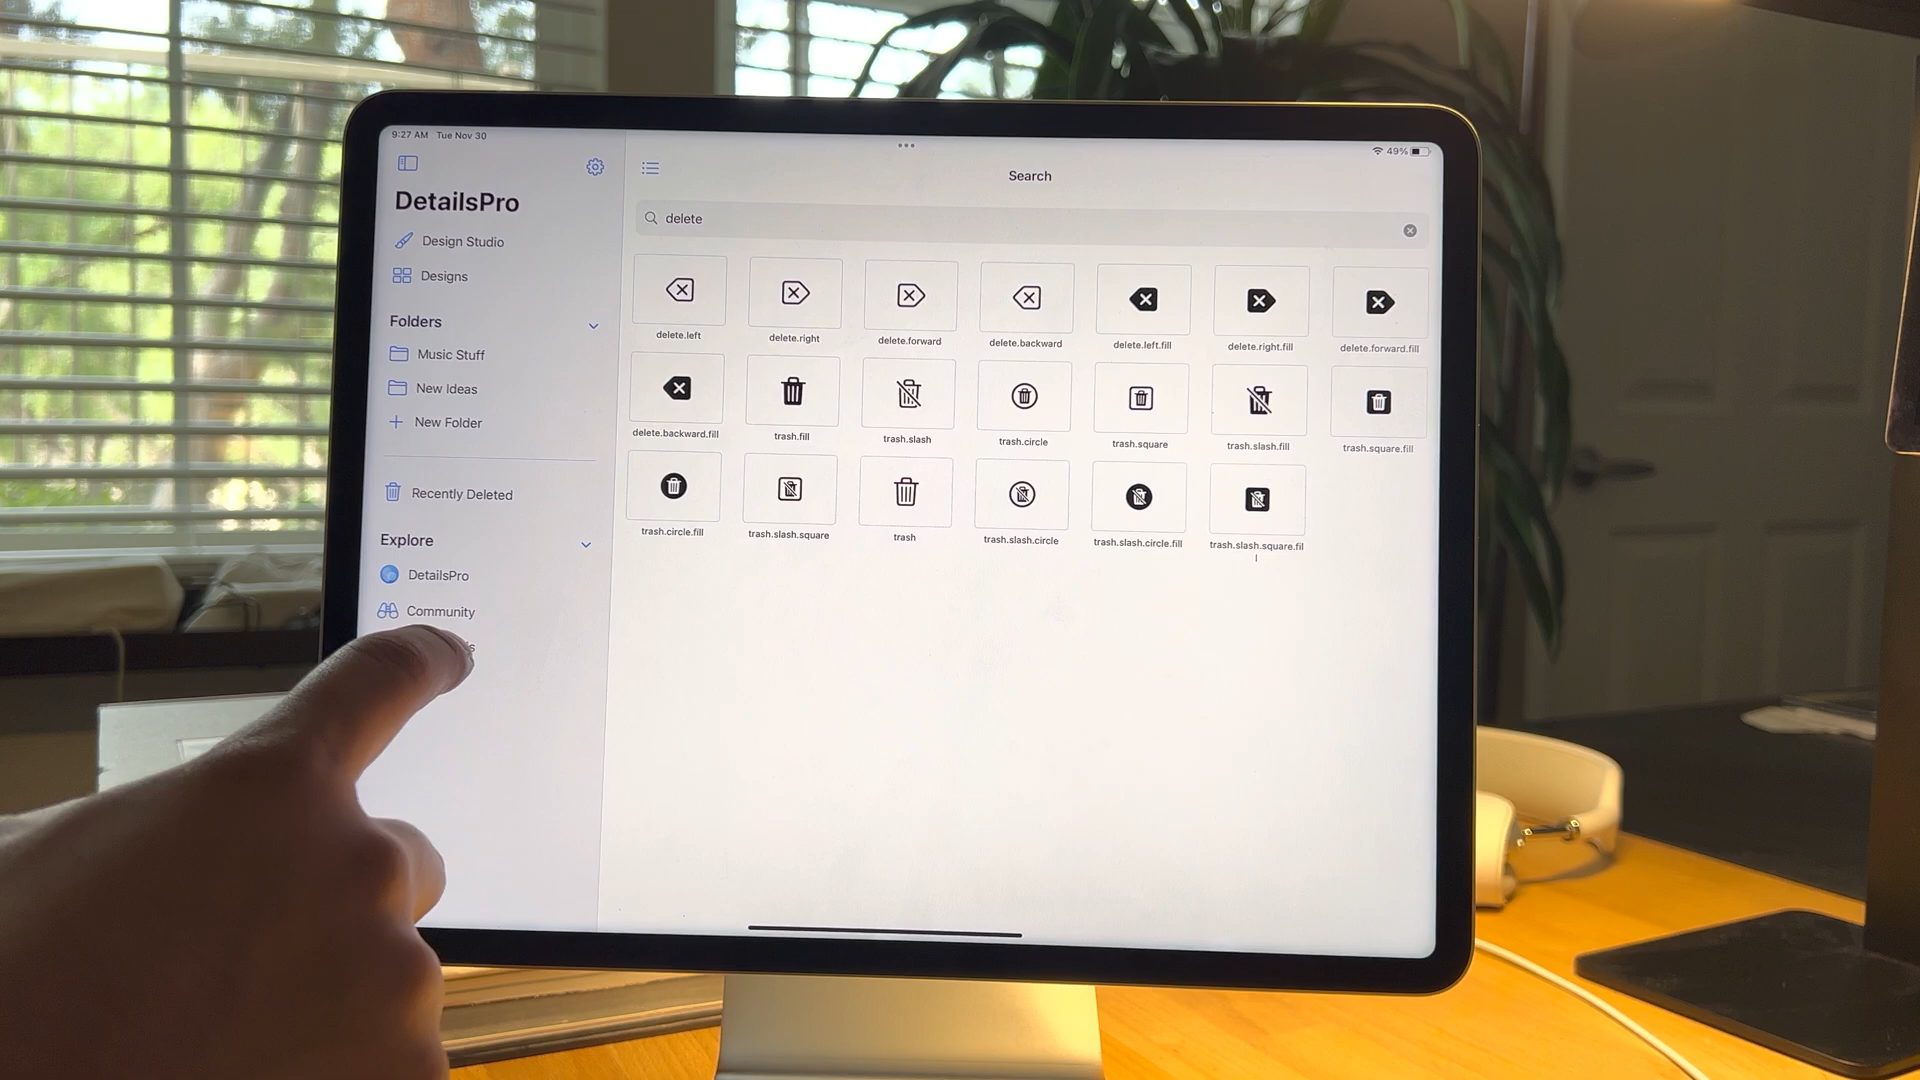 9:27 AM Tue Nov 30
49%
DetailsPro
Design Studio
Designs
Folders
Music Stuff
New Ideas
New Folder
Recently Deleted
Explore
DetailsPro
Community
Search
delete
delete.left
delete.right
delete.forward
delete.backward
delete.left.fill
delete.right.fill
delete.forward.fill
delete.backward.fill
trash.fill
trash.slash
trash.circle
trash.square
trash.slash.fill
trash.square.fill
trash.circle.fill
trash.slash.square
trash
trash.slash.circle
trash.slash.circle.fill
trash.slash.square.fil
l